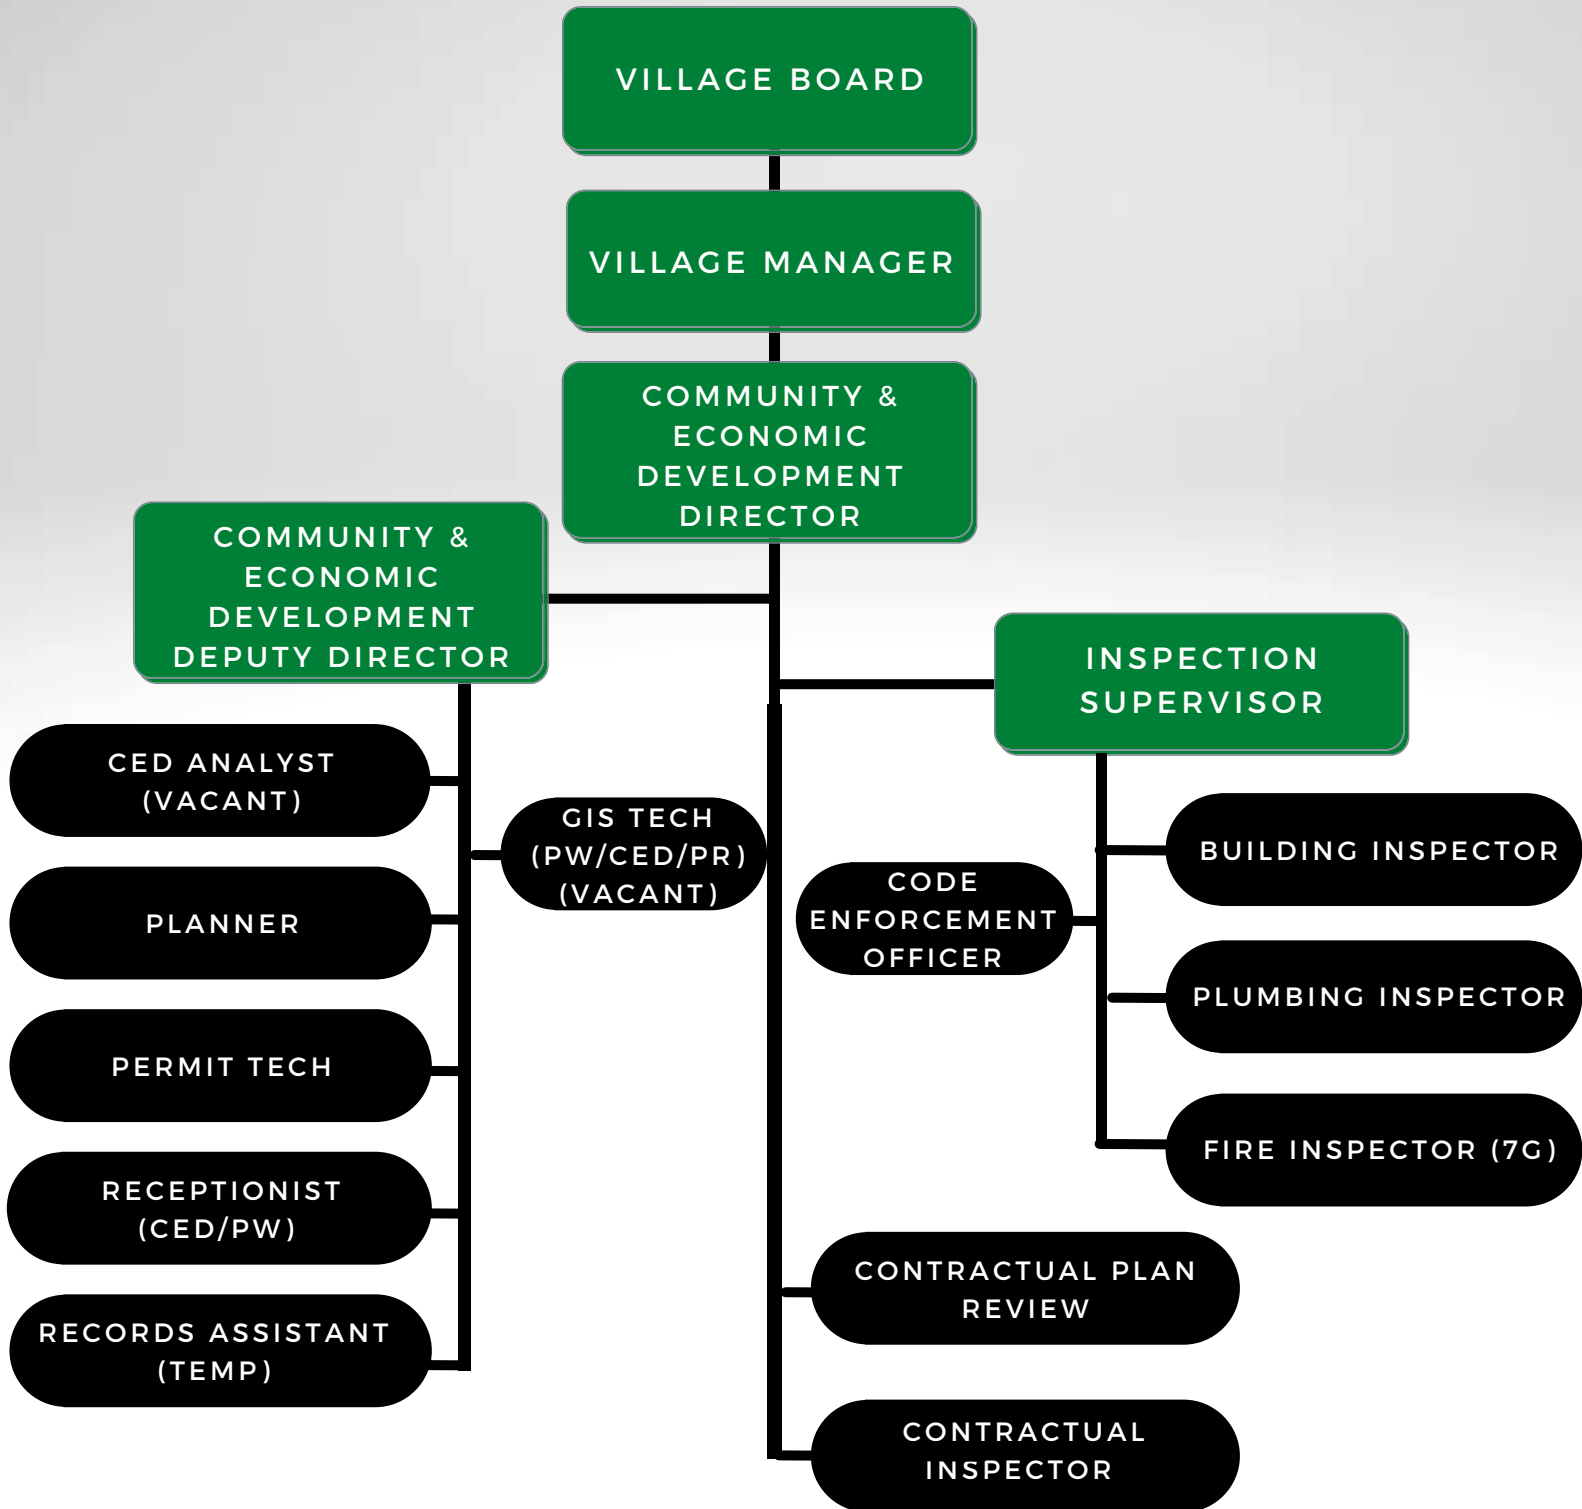 VILLAGE BOARD
VILLAGE MANAGER
COMMUNITY &
ECONOMIC
DEVELOPMENT
DIRECTOR
COMMUNITY &
ECONOMIC
DEVELOPMENT
DEPUTY DIRECTOR
INSPECTION
SUPERVISOR
CED ANALYST
(VACANT)
PLANNER
PERMIT TECH
RECEPTIONIST
(CED/PW)
RECORDS ASSISTANT
(TEMP)
GIS TECH
(PW/CED/PR)
(VACANT)
CODE
ENFORCEMENT
OFFICER
BUILDING INSPECTOR
PLUMBING INSPECTOR
FIRE INSPECTOR (7G)
CONTRACTUAL PLAN
REVIEW
CONTRACTUAL
INSPECTOR